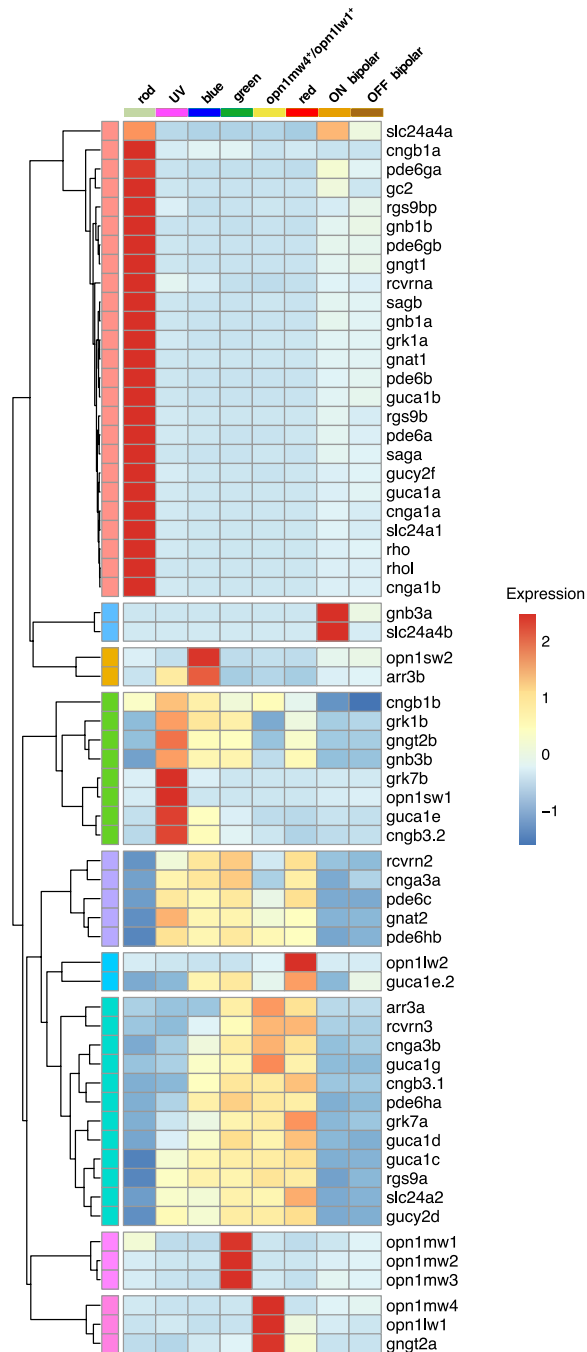 rod UV blue green opn1mw4⁺/opn1lw1⁺ red ON bipolar OFF bipolar
slc24a4a
cngb1a
pde6ga
gc2
rgs9bp
gnb1b
pde6gb
gngt1
rcvrna
sagb
gnb1a
grk1a
gnat1
pde6b
guca1b
rgs9b
pde6a
saga
gucy2f
guca1a
cnga1a
slc24a1
rho
rhol
cnga1b
gnb3a
slc24a4b
opn1sw2
arr3b
cngb1b
grk1b
gngt2b
gnb3b
grk7b
opn1sw1
guca1e
cngb3.2
rcvrn2
cnga3a
pde6c
gnat2
pde6hb
opn1lw2
guca1e.2
arr3a
rcvrn3
cnga3b
guca1g
cngb3.1
pde6ha
grk7a
guca1d
guca1c
rgs9a
slc24a2
gucy2d
opn1mw1
opn1mw2
opn1mw3
opn1mw4
opn1lw1
gngt2a
Expression
2
1
0
−1